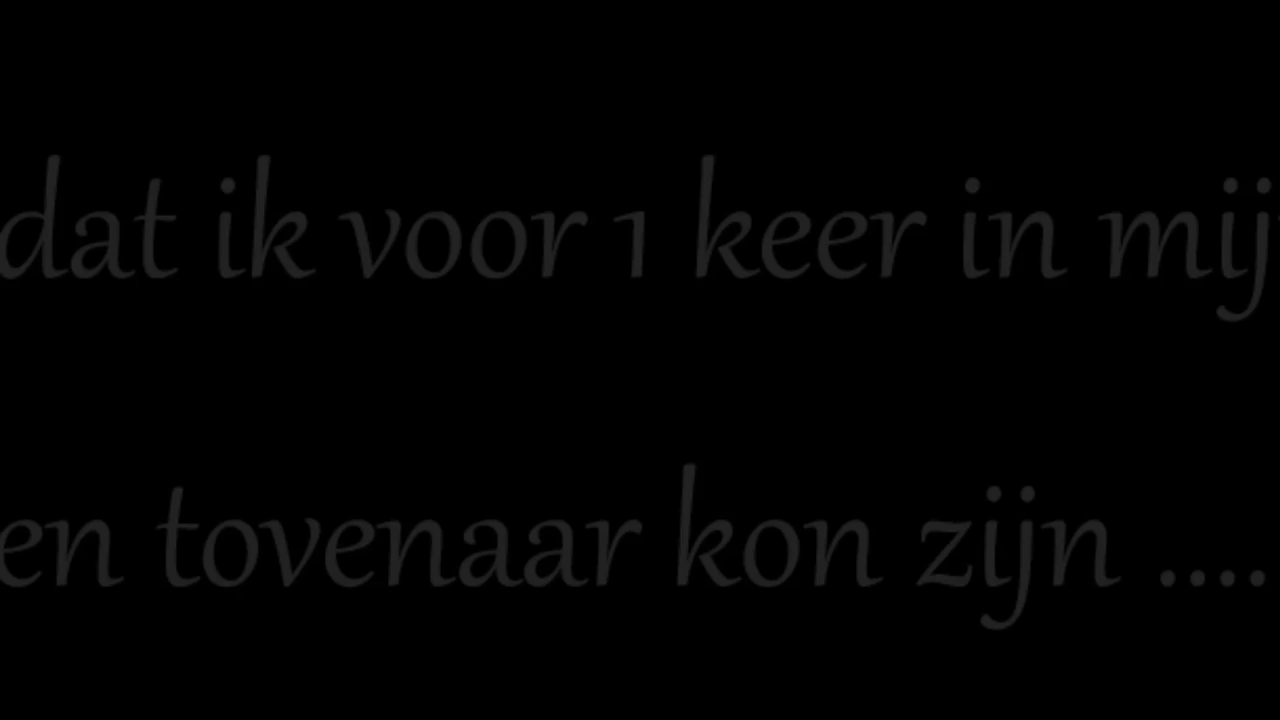 dat ik voor 1 keer in mij
en tovenaar kon zijn ....